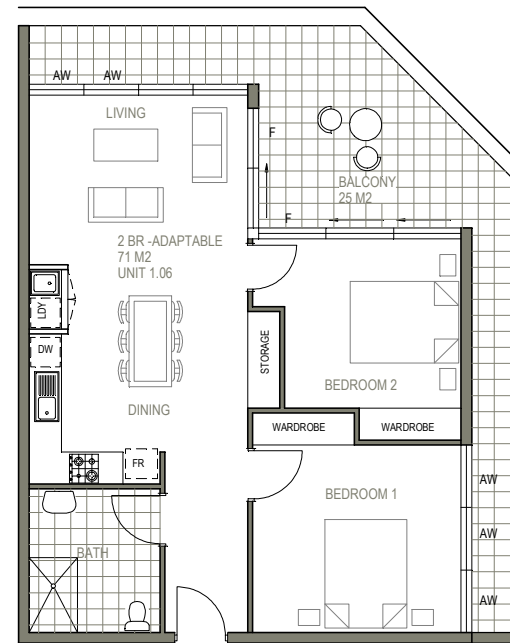 AW
AW
LIVING
F
BALCONY
25 M2
F
2 BR -ADAPTABLE
71 M2
UNIT 1.06
LDY
DW
STORAGE
BEDROOM 2
DINING
WARDROBE
WARDROBE
FR
BEDROOM 1
AW
AW
BATH
AW